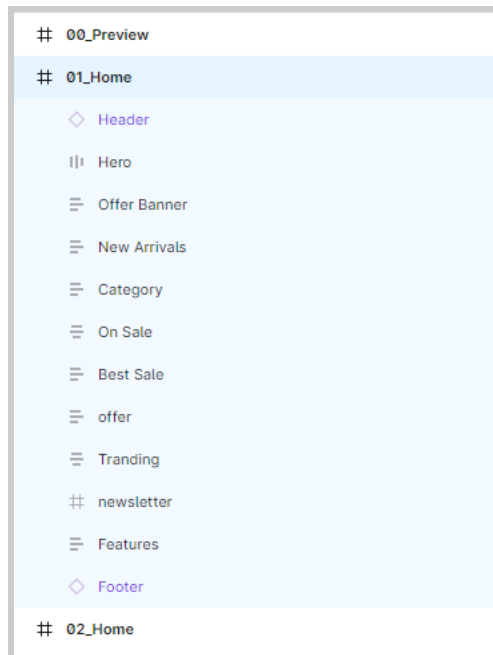 00_Preview
01_Home
Header
Hero
Offer Banner
New Arrivals
Category
On Sale
Best Sale
offer
Tranding
newsletter
Features
Footer
02_Home